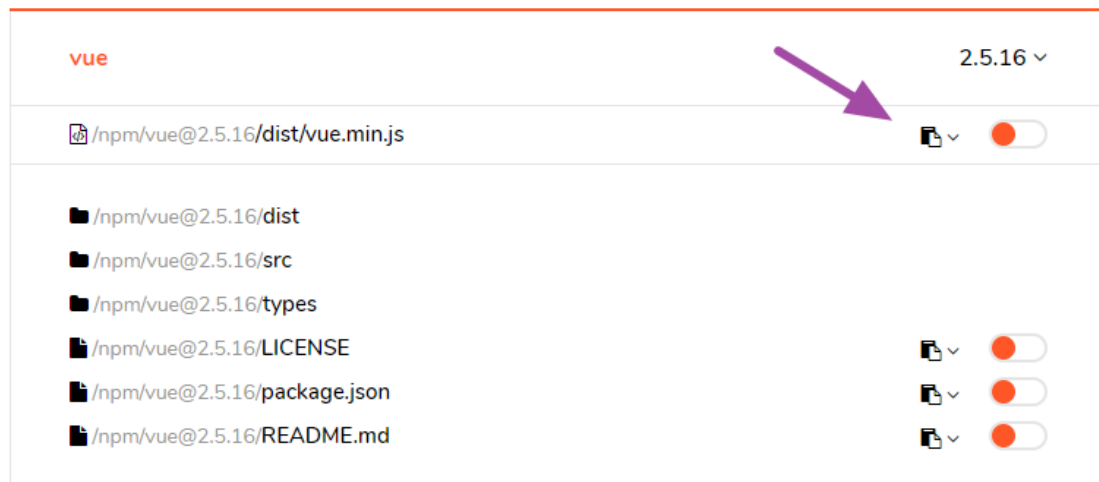 vue 2.5.16
/npm/vue@2.5.16/dist/vue.min.js
/npm/vue@2.5.16/dist
/npm/vue@2.5.16/src
/npm/vue@2.5.16/types
/npm/vue@2.5.16/LICENSE
/npm/vue@2.5.16/package.json
/npm/vue@2.5.16/README.md